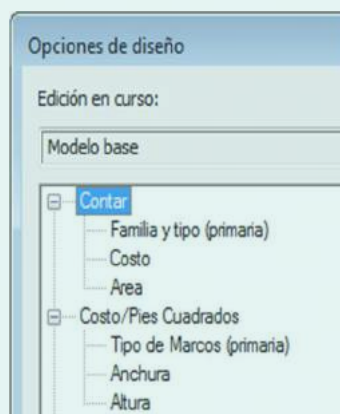 Opciones de diseño
Edición en curso:
Modelo base
Contar
Familia y tipo (primaria)
Costo
Area
Costo/Pies Cuadrados
Tipo de Marcos (primaria)
Anchura
Altura